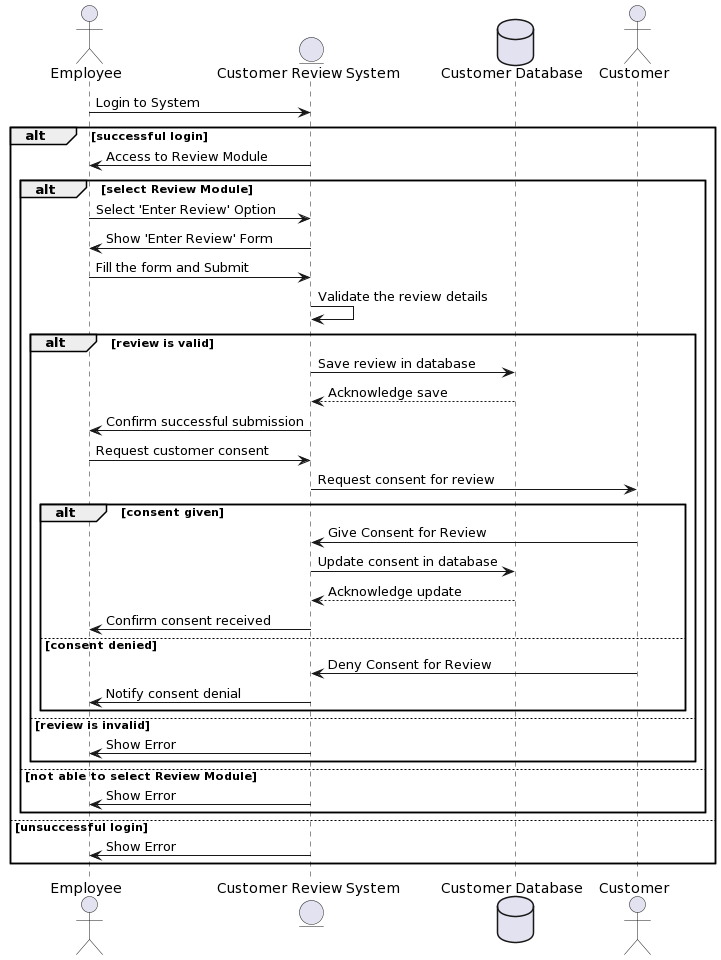 Employee
Customer Review System
Customer Database
Customer
Login to System
alt
[successful login]
Access to Review Module
alt
[select Review Module]
Select 'Enter Review' Option
Show 'Enter Review' Form
Fill the form and Submit
Validate the review details
alt
[review is valid]
Save review in database
Acknowledge save
Confirm successful submission
Request customer consent
Request consent for review
alt
[consent given]
Give Consent for Review
Update consent in database
Acknowledge update
Confirm consent received
[consent denied]
Deny Consent for Review
Notify consent denial
[review is invalid]
Show Error
[not able to select Review Module]
Show Error
[unsuccessful login]
Show Error
Employee
Customer Review System
Customer Database
Customer